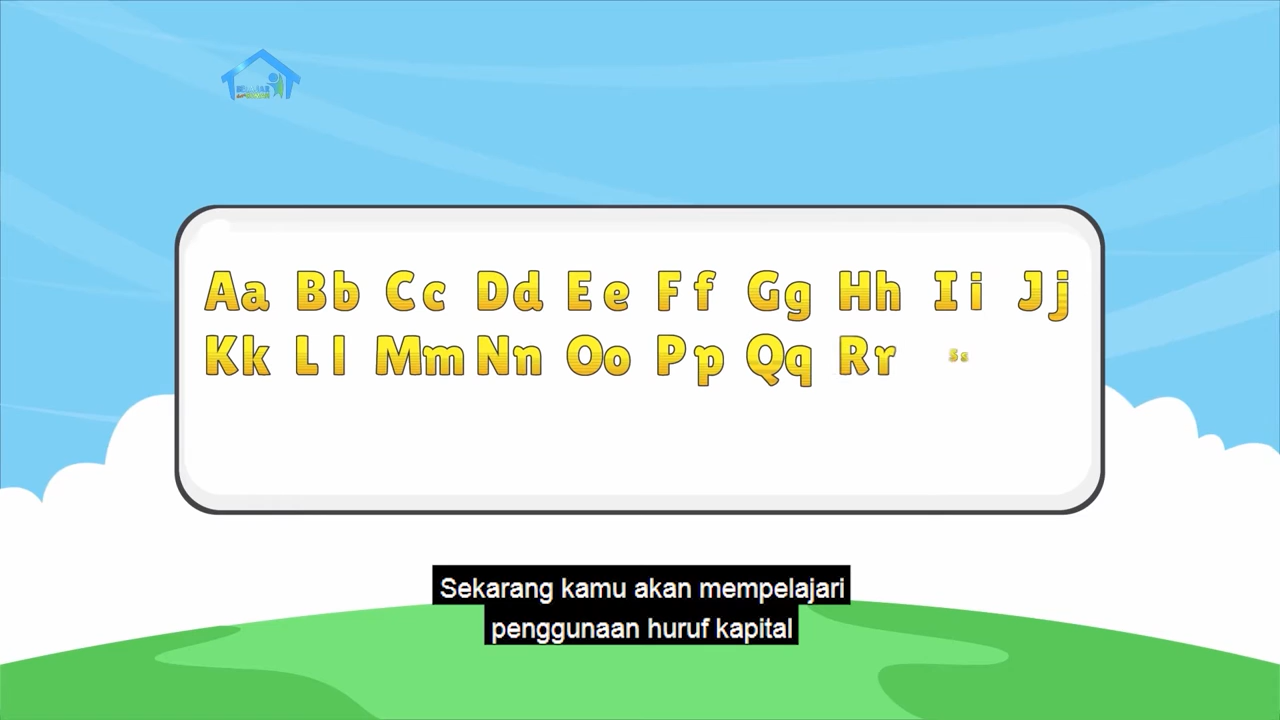 Aa Bb Cc Dd Ee Ff Gg Hh Ii Jj
Kk Ll Mm Nn Oo Pp Qq Rr Ss
Sekarang kamu akan mempelajari
penggunaan huruf kapital